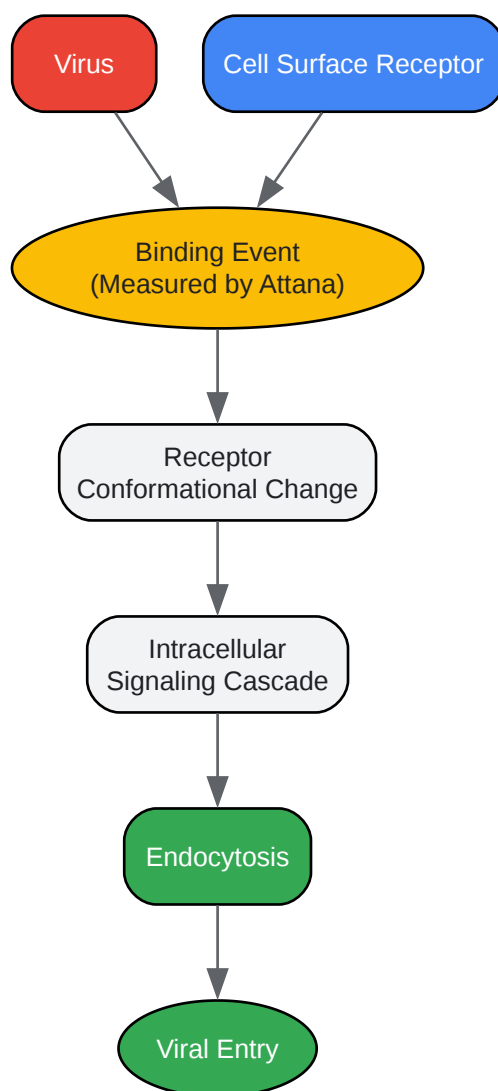 Virus
Cell Surface Receptor
Binding Event
(Measured by Attana)
Receptor
Conformational Change
Intracellular
Signaling Cascade
Endocytosis
Viral Entry